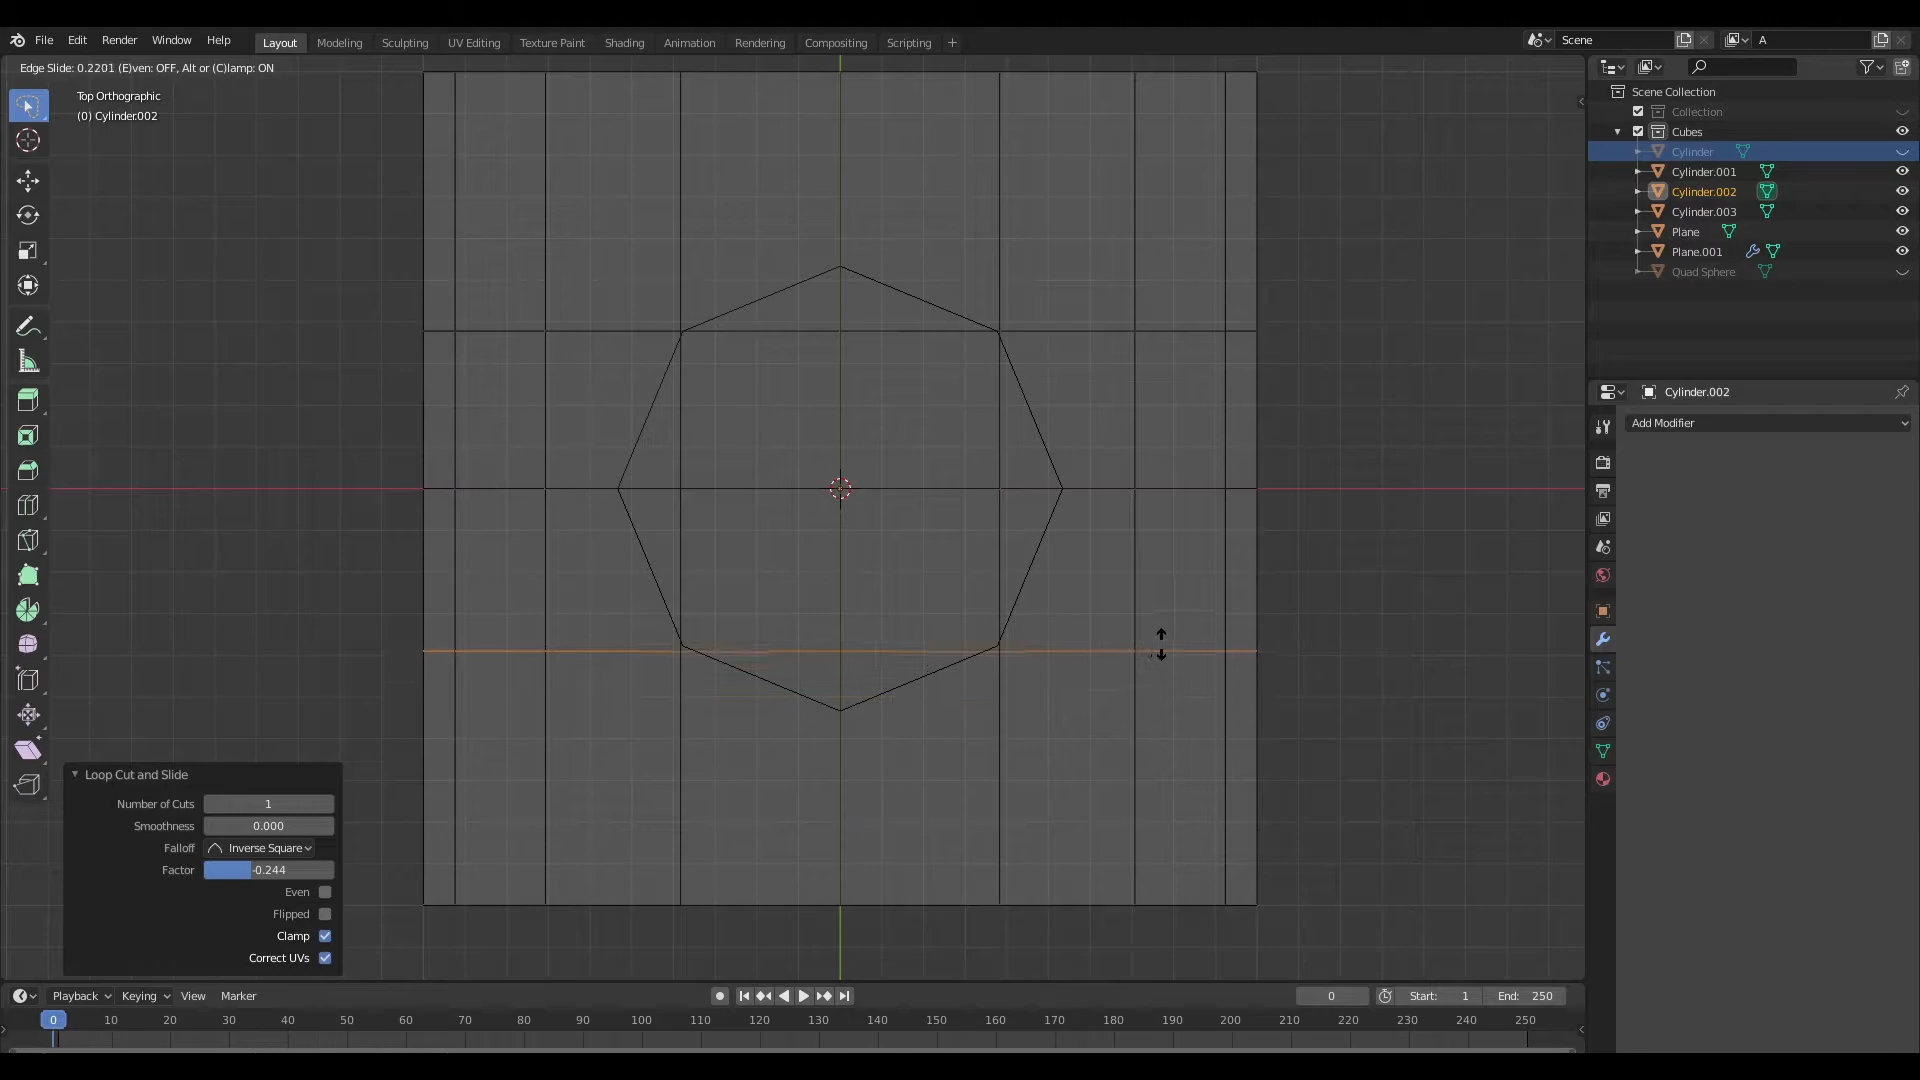 File Edit Render Window Help Layout Modeling Sculpting UV Editing Texture Paint Shading Animation Rendering Compositing Scripting + Scene A
Edge Slide: 0.2201 (E)ven: OFF, Alt or (C)lamp: ON
Top Orthographic
(0) Cylinder.002
Scene Collection
Collection
Cubes
Cylinder
Cylinder.001
Cylinder.002
Cylinder.003
Plane
Plane.001
Quad Sphere
Cylinder.002
Add Modifier
Loop Cut and Slide
Number of Cuts 1
Smoothness 0.000
Falloff Inverse Square
Factor -0.244
Even
Flipped
Clamp
Correct UVs
Playback Keying View Marker 0 Start: 1 End: 250
0 10 20 30 40 50 60 70 80 90 100 110 120 130 140 150 160 170 180 190 200 210 220 230 240 250